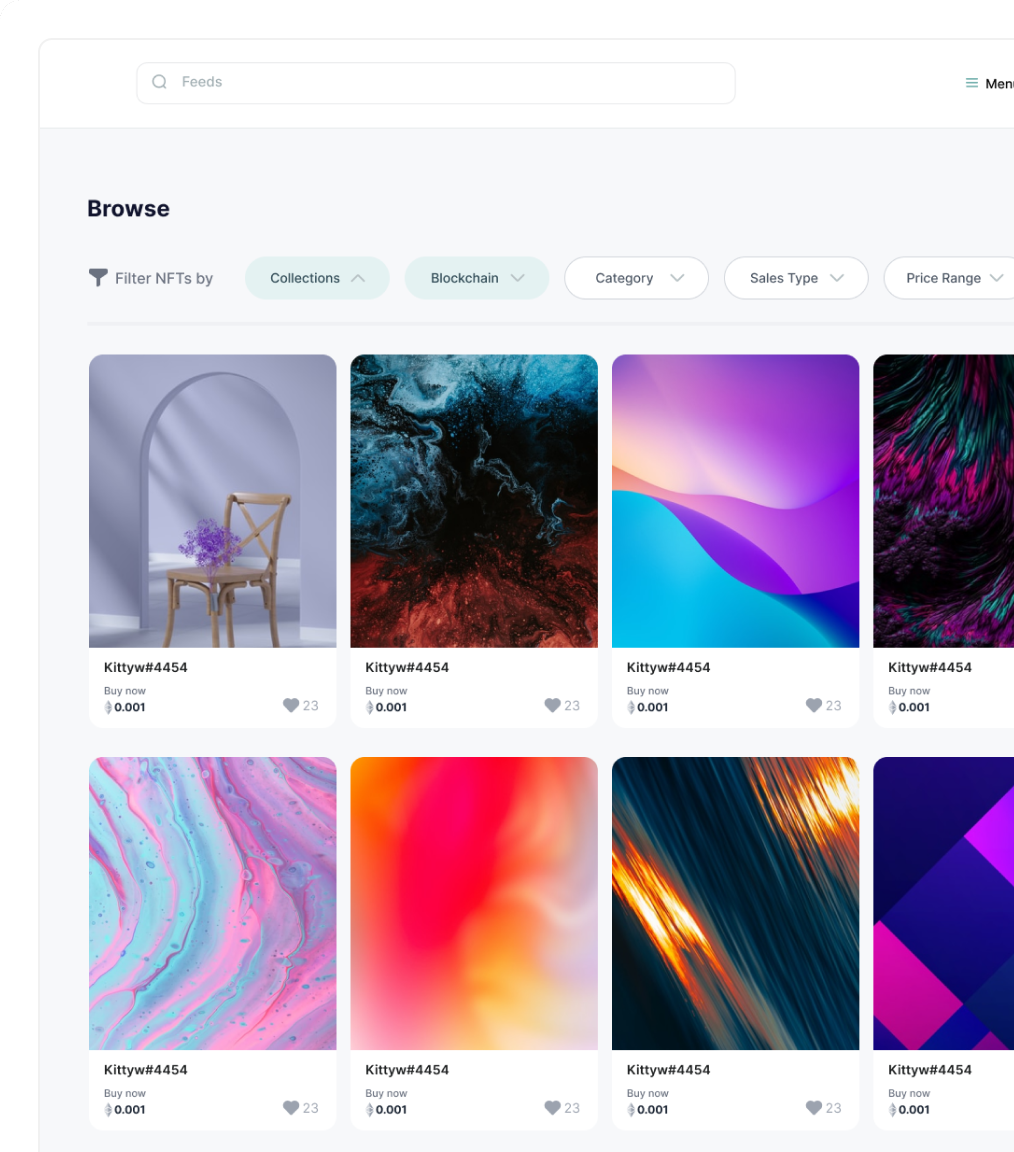 Feeds
Menu
Browse
Filter NFTs by Collections Blockchain Category Sales Type Price Range
Kittyw#4454 Kittyw#4454 Kittyw#4454 Kittyw#4454
Buy now Buy now Buy now Buy now
0.001 23 0.001 23 0.001 23 0.001
Kittyw#4454 Kittyw#4454 Kittyw#4454 Kittyw#4454
Buy now Buy now Buy now Buy now
0.001 23 0.001 23 0.001 23 0.001